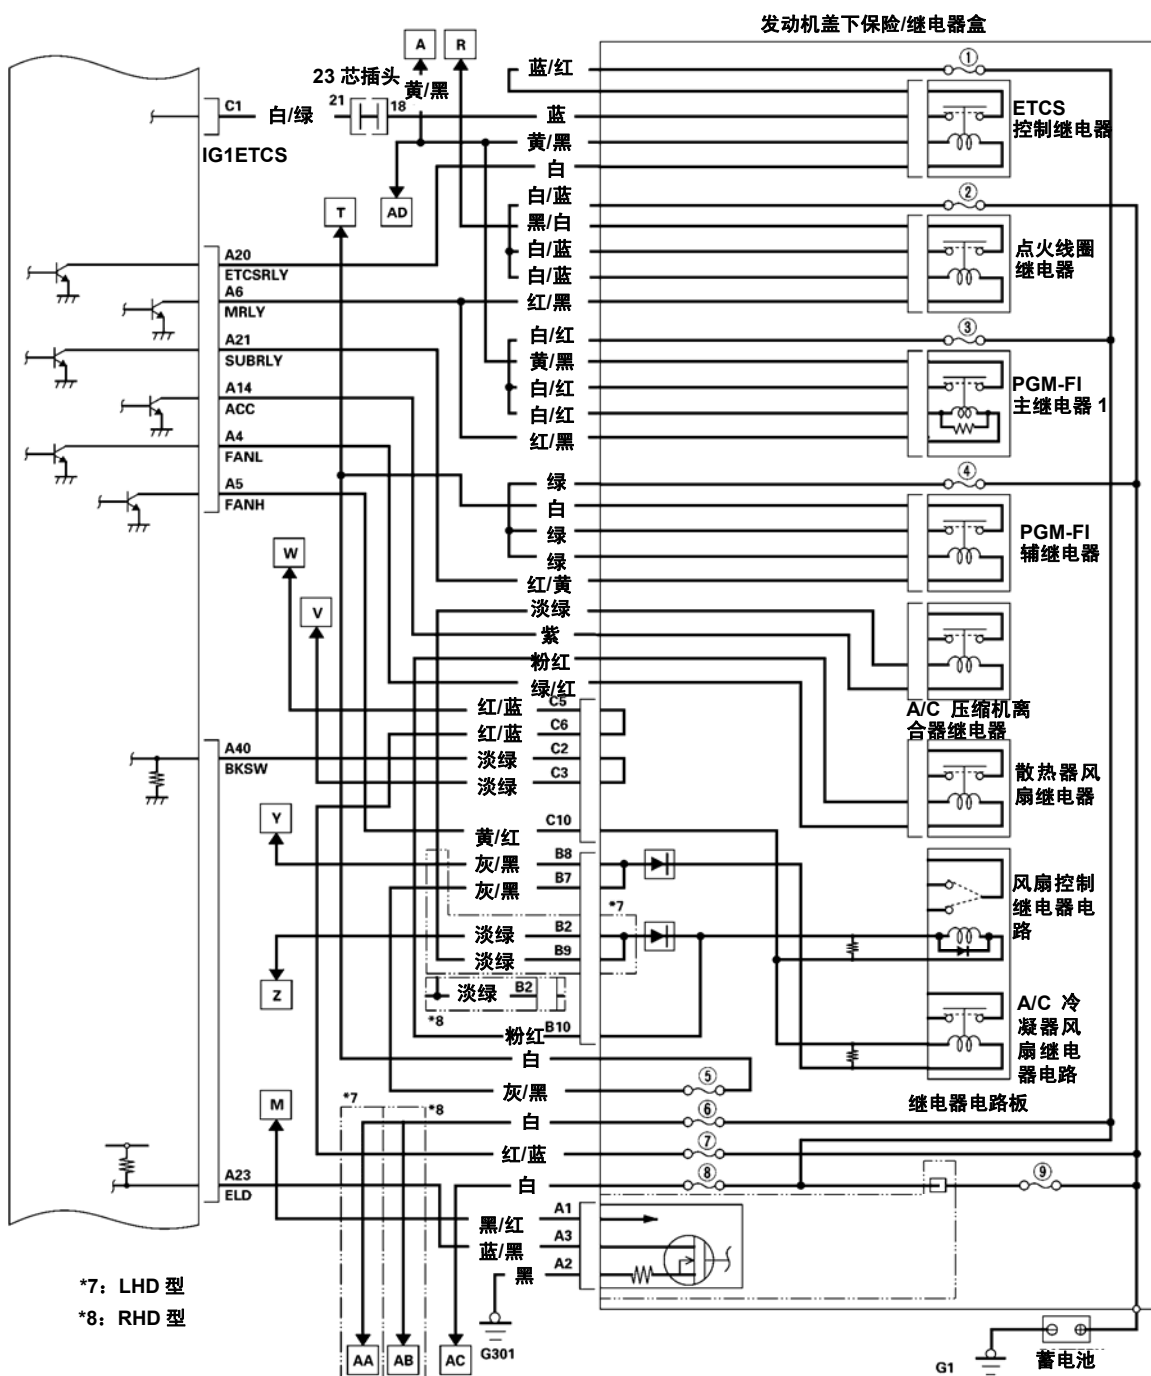 发动机盖下保险/继电器盒
A
R
23 芯插头
黄/黑
蓝/红
①
C1
白/绿
21
18
蓝
ETCS
控制继电器
IG1ETCS
黄/黑
白
T
AD
白/蓝
②
黑/白
白/蓝
点火线圈
继电器
白/蓝
A20
ETCSRLY
A6
MRLY
红/黑
A21
SUBRLY
白/红
③
黄/黑
白/红
PGM-FI
主继电器 1
A14
ACC
白/红
A4
FANL
红/黑
A5
FANH
绿
④
白
绿
PGM-FI
辅继电器
绿
W
红/黄
V
淡绿
紫
粉红
绿/红
A/C 压缩机离
合器继电器
红/蓝
C5
红/蓝
C6
A40
BKSW
淡绿
C2
淡绿
C3
散热器风
扇继电器
Y
黄/红
C10
灰/黑
B8
灰/黑
B7
风扇控制
继电器电
路
*7
淡绿
B2
淡绿
B9
Z
淡绿
B2
*8
A/C 冷
凝器风
扇继电
器电路
粉红
B10
白
灰/黑
⑤
继电器电路板
M
*7
*8
白
⑥
红/蓝
⑦
A23
ELD
白
⑧
⑨
黑/红
A1
蓝/黑
A3
黑
A2
*7：LHD 型
*8：RHD 型
G301
AA
AB
AC
G1
蓄电池